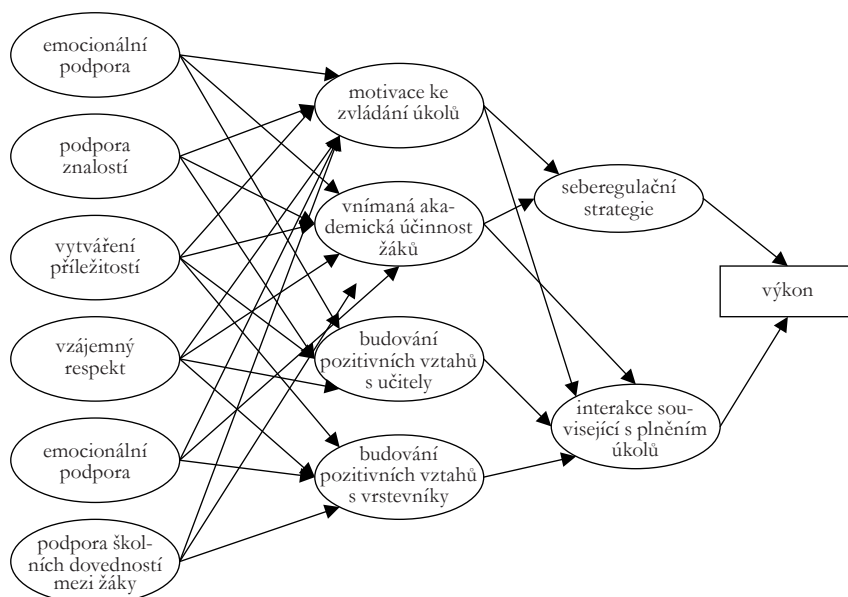 emocionální
podpora
podpora
znalostí
vytváření
příležitostí
vzájemný
respekt
emocionální
podpora
podpora škol-
ních dovedností
mezi žáky
motivace ke
zvládání úkolů
vnímaná aka-
demická účinnost
žáků
budování
pozitivních vztahů
s učitely
budování
pozitivních vztahů
s vrstevníky
seberegulační
strategie
interakce sou-
visející s plněním
úkolů
výkon